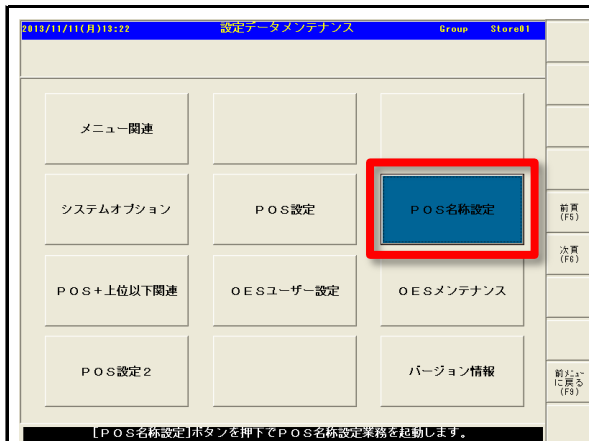 2013/11/11(月)13:22 設定データメンテナンス Group Store01
メニュー関連
システムオプション POS設定 POS名称設定
前頁
(F5)
次頁
(F6)
POS+上位以下関連 OESユーザー設定 OESメンテナンス
POS設定2 バージョン情報
前メニュー
に戻る
(F9)
[POS名称設定]ボタンを押下でPOS名称設定業務を起動します。